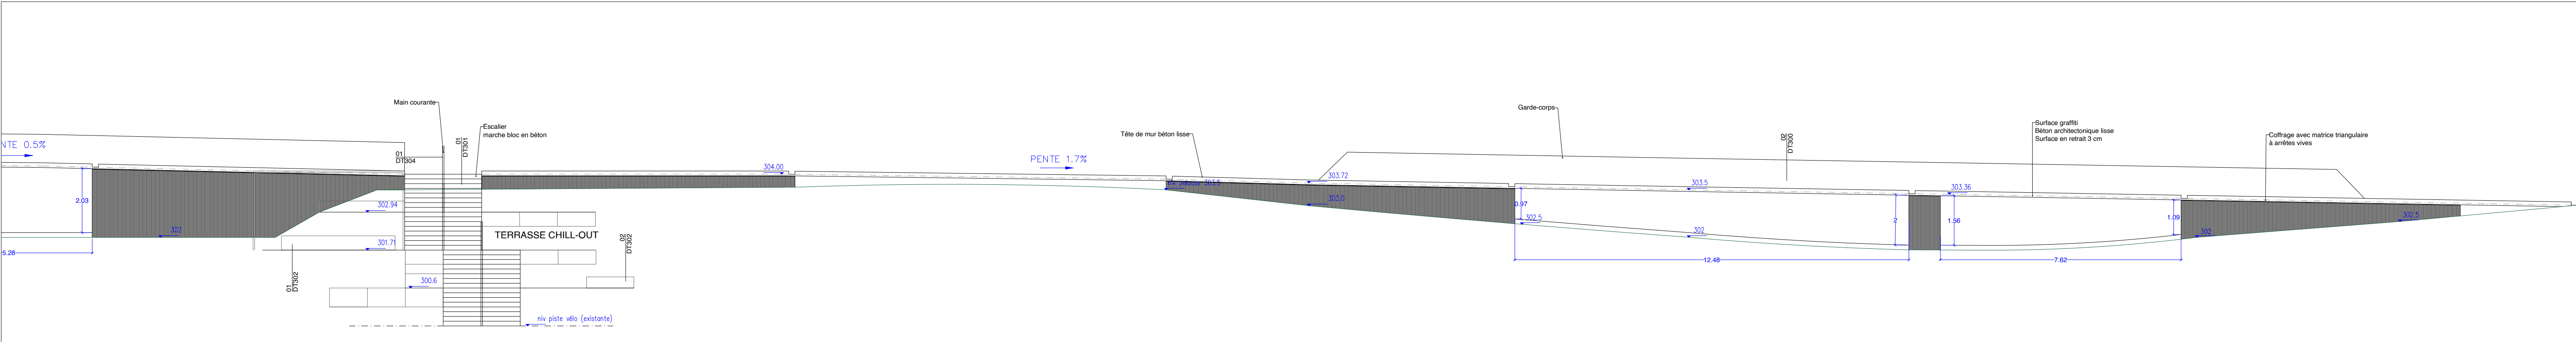 NTE 0.5%
2.03
302
5.28
Main courante
01
DT304
01
DT301
Escalier
marche bloc en béton
302.94
301.71
TERRASSE CHILL-OUT
01
DT302
02
DT302
300.6
niv piste vélo (existante)
304.00
PENTE 1.7%
Tête de mur béton lisse
niv pelouse 303.5
303.72
303.0
Garde-corps
0.97
302.5
303.5
302
12.48
02
DT300
2
303.36
1.56
7.62
Surface graffiti
Béton architectonique lisse
Surface en retrait 3 cm
1.09
302
Coffrage avec matrice triangulaire
à arrêtes vives
302.5